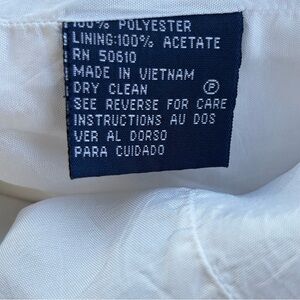 100% POLYESTER
LINING:100% ACETATE
RN 50610
MADE IN VIETNAM
DRY CLEAN Ⓟ
SEE REVERSE FOR CARE
INSTRUCTIONS AU DOS
VER AL DORSO
PARA CUIDADO